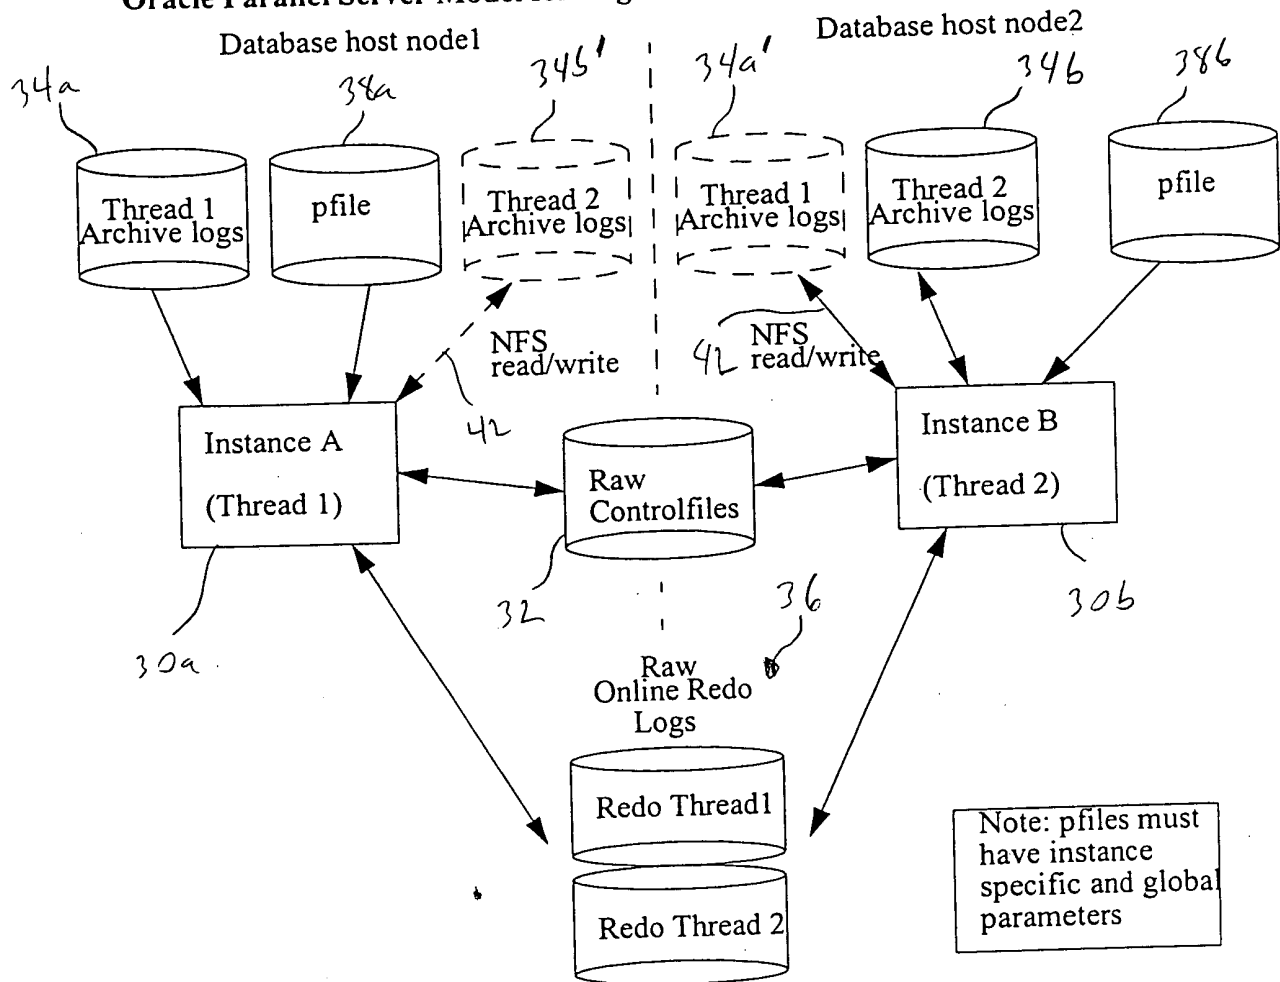 Database host node1
Database host node2
34a
38a
34b'
34a'
34b
38b
Thread 1
Archive logs
pfile
Thread 2
Archive logs
Thread 1
Archive logs
Thread 2
Archive logs
pfile
NFS
read/write
42
42
NFS
read/write
Instance A
(Thread 1)
Raw
Controlfiles
Instance B
(Thread 2)
30a
32
36
30b
Raw
Online Redo
Logs
Redo Thread1
Redo Thread 2
Note: pfiles must
have instance
specific and global
parameters